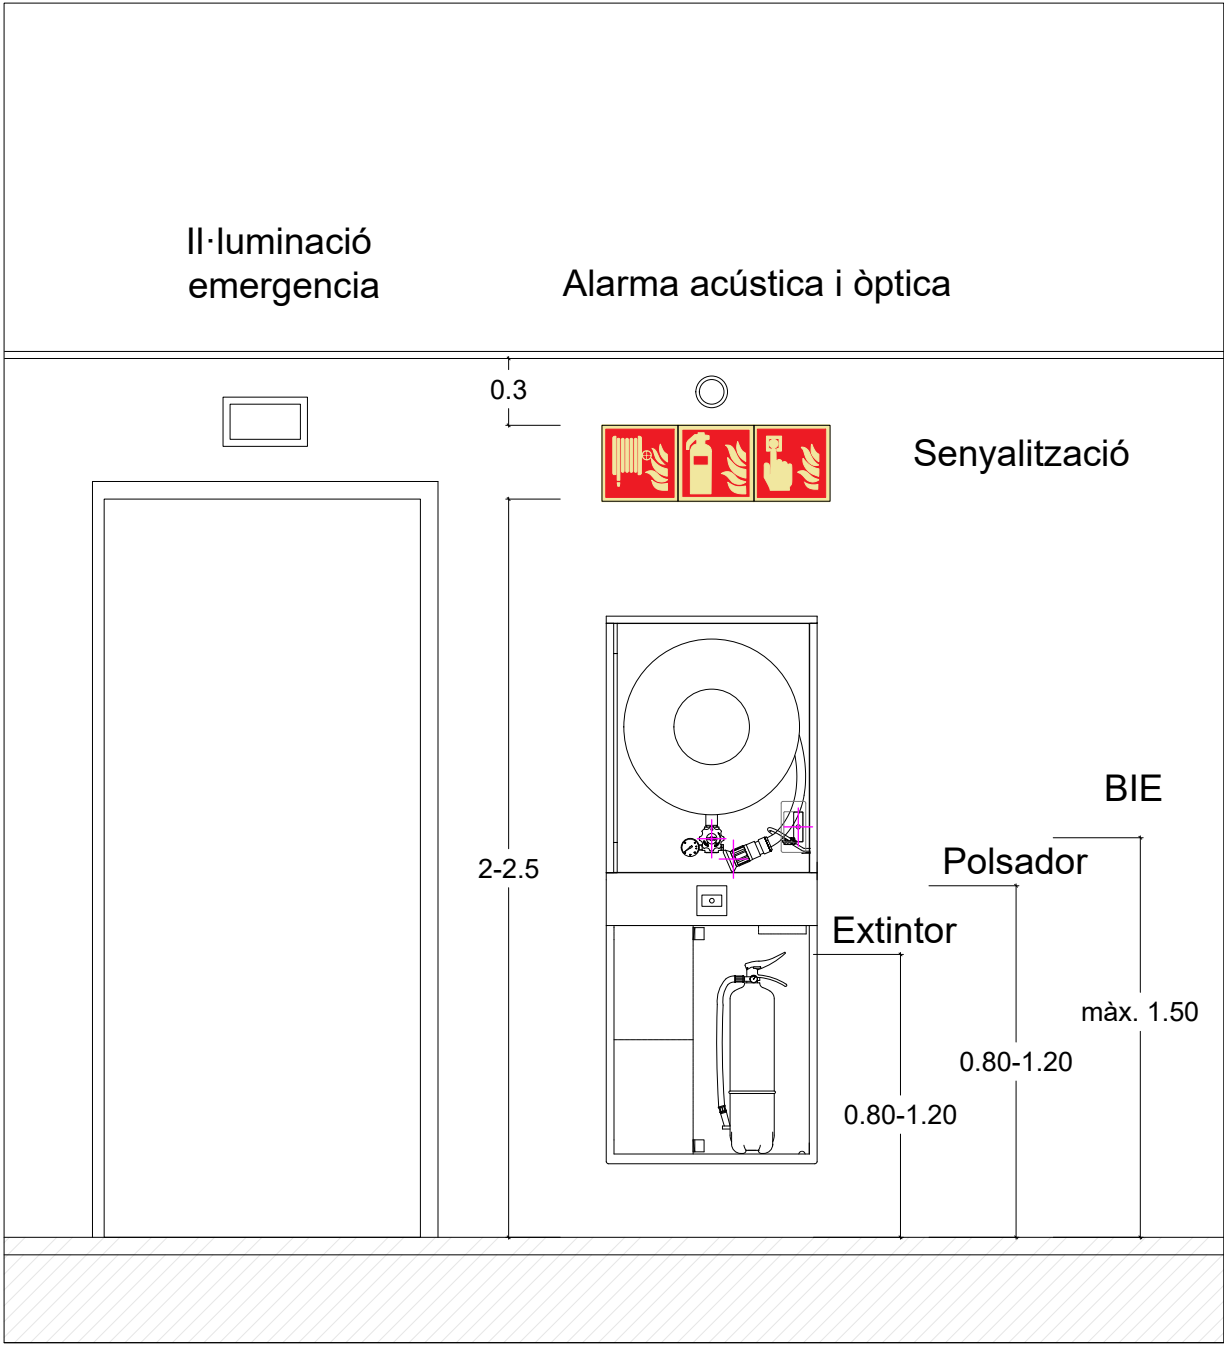 Il·luminació
emergencia
Alarma acústica i òptica
0.3
Senyalització
BIE
Polsador
2-2.5
Extintor
màx. 1.50
0.80-1.20
0.80-1.20